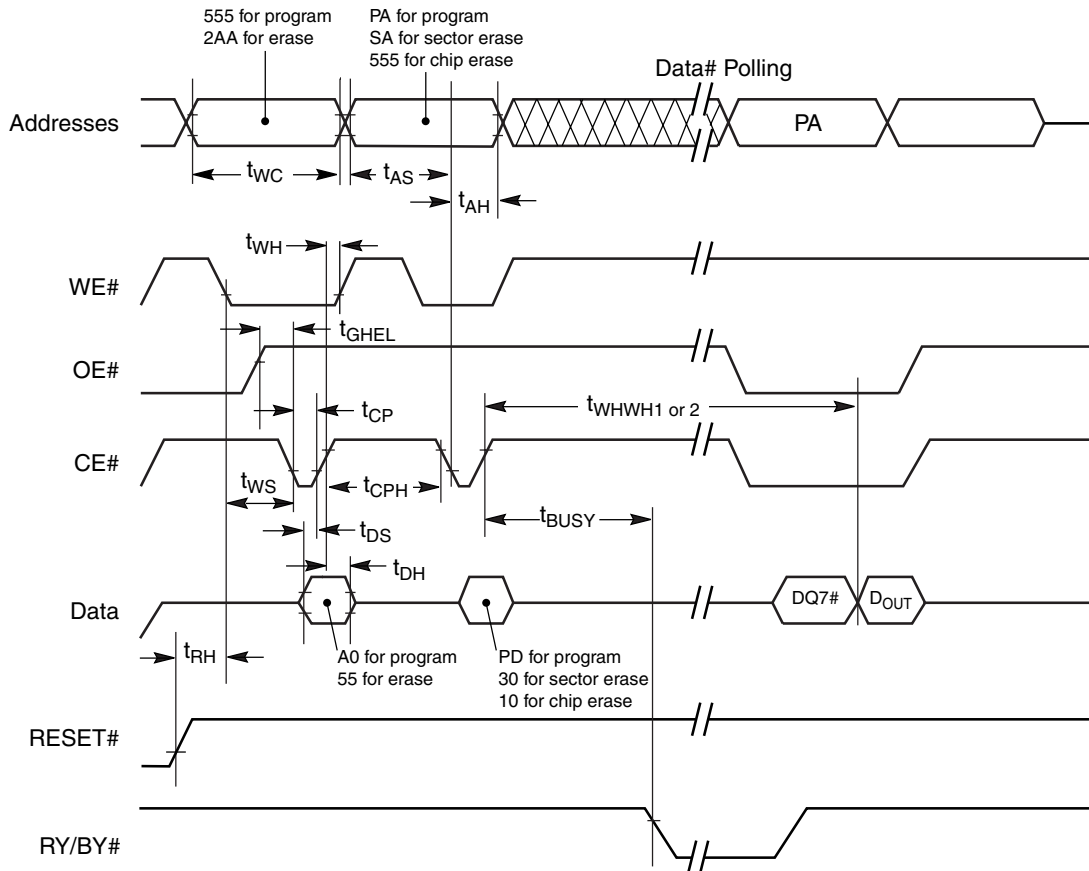 555 for program
2AA for erase
PA for program
SA for sector erase
555 for chip erase
Data# Polling
Addresses
PA
tWC
tAS
tAH
tWH
WE#
tGHEL
OE#
tCP
tWHWH1 or 2
CE#
tWS
tCPH
tBUSY
tDS
tDH
Data
DQ7#
DOUT
tRH
A0 for program
55 for erase
PD for program
30 for sector erase
10 for chip erase
RESET#
RY/BY#